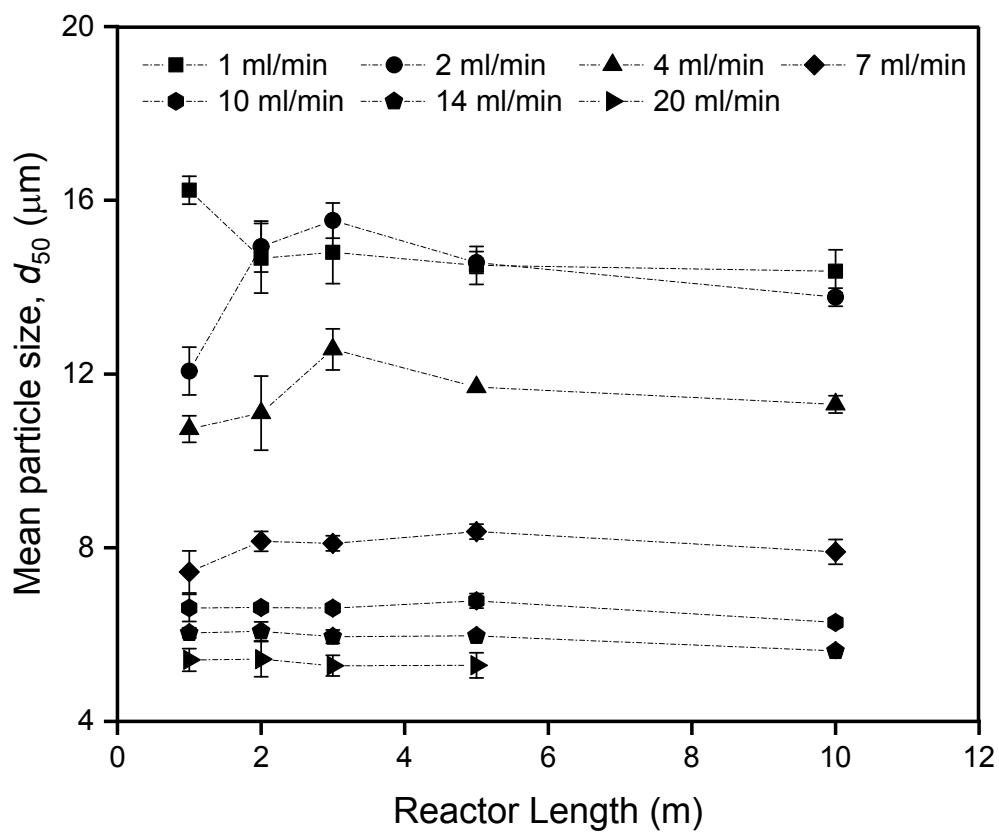 20
16
12
8
4
Mean particle size, d50 (μm)
1 ml/min 2 ml/min 4 ml/min 7 ml/min
10 ml/min 14 ml/min 20 ml/min
0 2 4 6 8 10 12
Reactor Length (m)